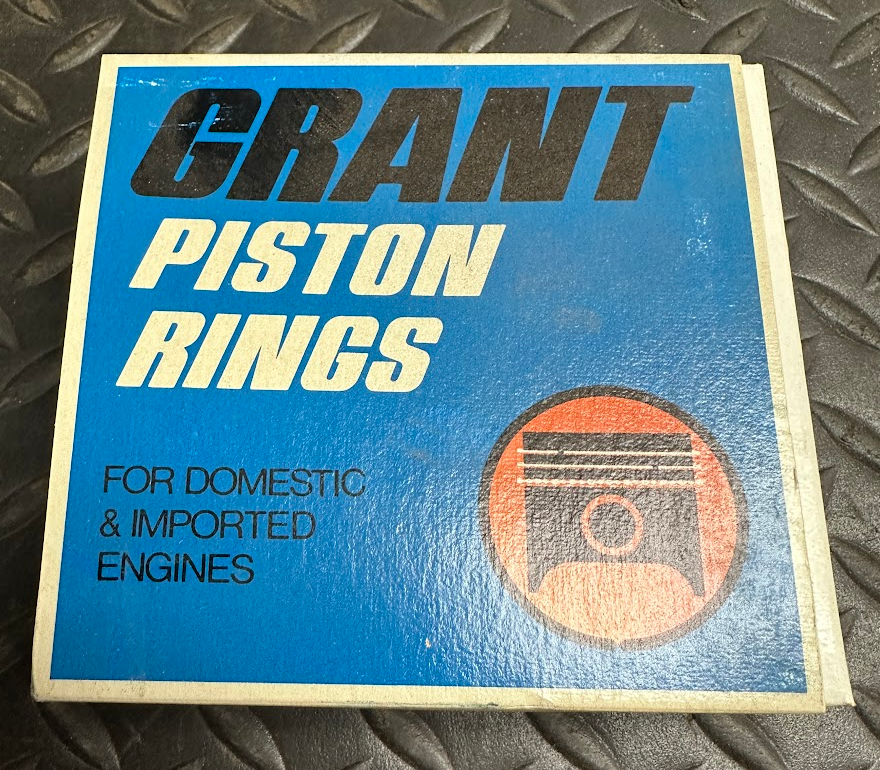 GRANT
PISTON
RINGS
FOR DOMESTIC
& IMPORTED
ENGINES